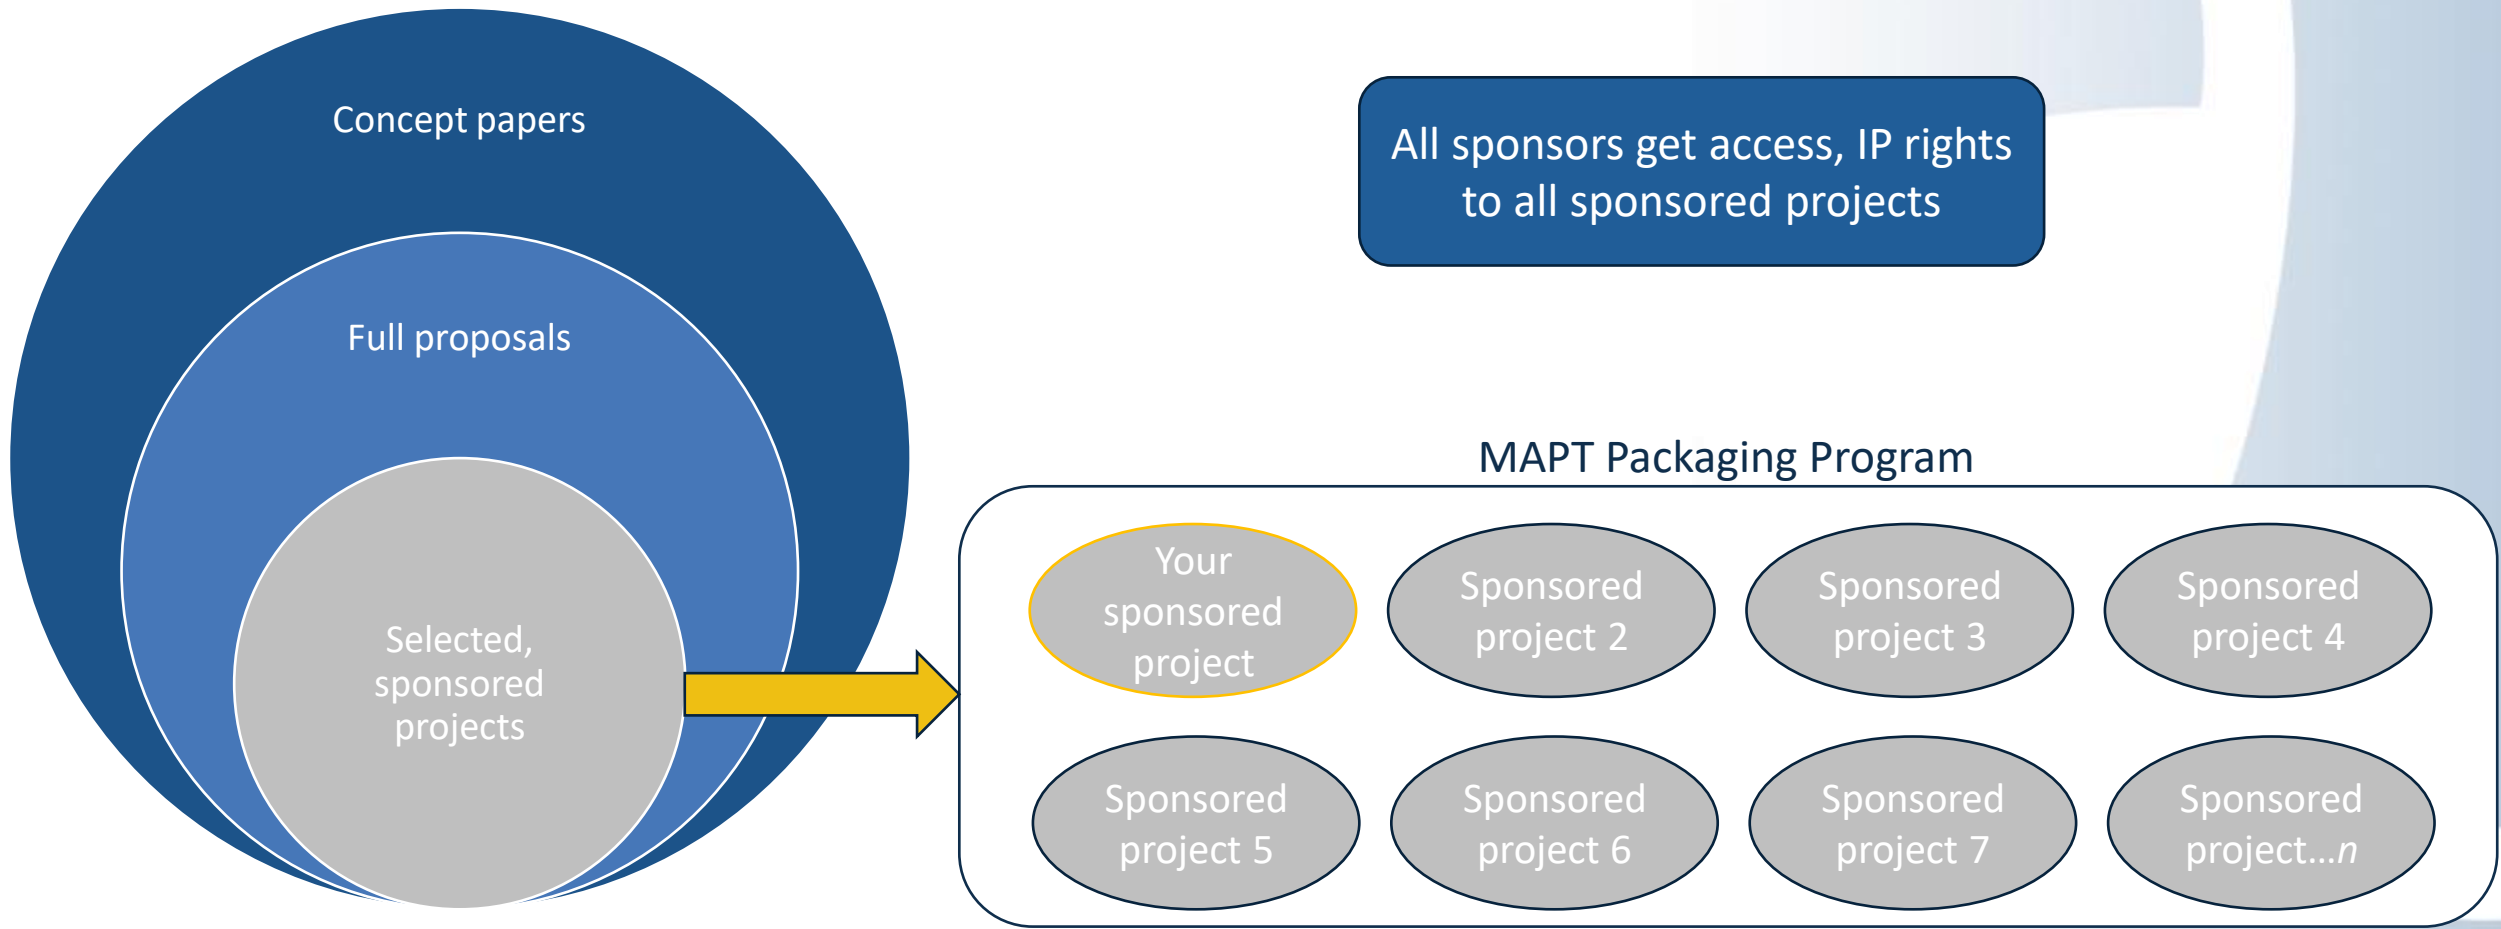 Concept papers
Full proposals
Selected,
sponsored
projects
All sponsors get access, IP rights
to all sponsored projects
MAPT Packaging Program
Your
sponsored
project
Sponsored
project 2
Sponsored
project 3
Sponsored
project 4
Sponsored
project 5
Sponsored
project 6
Sponsored
project 7
Sponsored
project…n